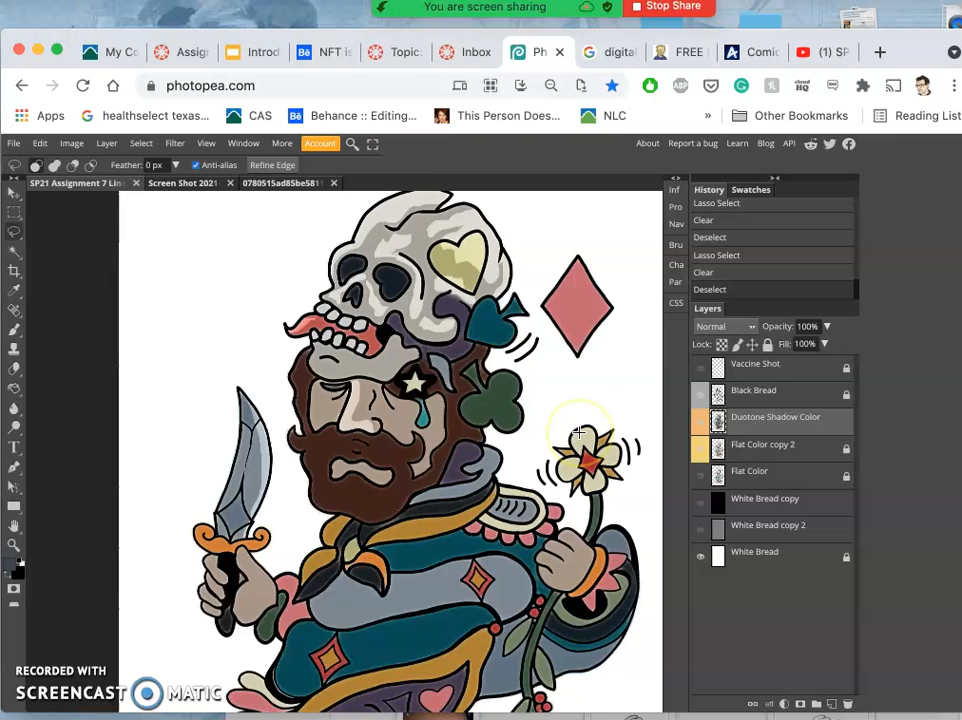 You are screen sharing Stop Share
My Co Assig Introd NFT is Topic: Inbox Ph digital FREE Comic (1) SP
photopea.com
Apps healthselect texas... CAS Behance :: Editing... This Person Does... NLC » Other Bookmarks Reading List
File Edit Image Layer Select Filter View Window More Account About Report a bug Learn Blog API
Feather: 0 px Anti-alias Refine Edge
SP21 Assignment 7 Lin Screen Shot 2021- 0780515ad85be581
Inf History Swatches
Pro Lasso Select
Nav Clear
Deselect
Bru Lasso Select
Cha Clear
Par Deselect
CSS Layers
Normal Opacity: 100%
Lock: Fill: 100%
Vaccine Shot
Black Bread
Duotone Shadow Color
Flat Color copy 2
Flat Color
White Bread copy
White Bread copy 2
White Bread
RECORDED WITH
SCREENCAST MATIC